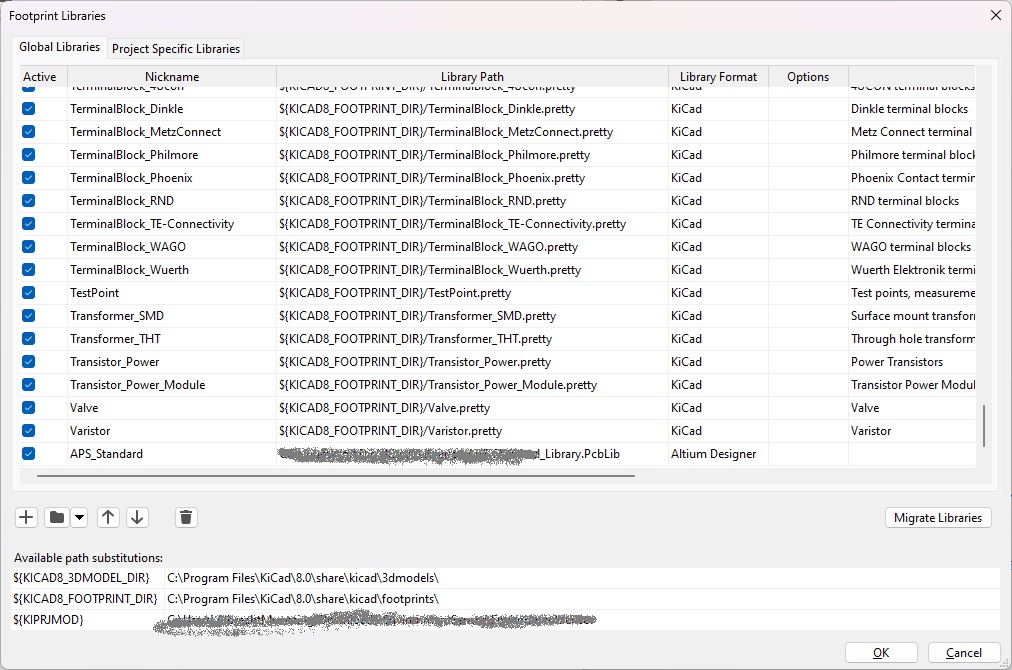 Footprint Libraries
Global Libraries Project Specific Libraries
Active Nickname Library Path Library Format Options
TerminalBlock_4Ucon ${KICAD8_FOOTPRINT_DIR}/TerminalBlock_4Ucon.pretty KiCad 4UCON terminal blocks
TerminalBlock_Dinkle ${KICAD8_FOOTPRINT_DIR}/TerminalBlock_Dinkle.pretty KiCad Dinkle terminal blocks
TerminalBlock_MetzConnect ${KICAD8_FOOTPRINT_DIR}/TerminalBlock_MetzConnect.pretty KiCad Metz Connect terminal
TerminalBlock_Philmore ${KICAD8_FOOTPRINT_DIR}/TerminalBlock_Philmore.pretty KiCad Philmore terminal block
TerminalBlock_Phoenix ${KICAD8_FOOTPRINT_DIR}/TerminalBlock_Phoenix.pretty KiCad Phoenix Contact termin
TerminalBlock_RND ${KICAD8_FOOTPRINT_DIR}/TerminalBlock_RND.pretty KiCad RND terminal blocks
TerminalBlock_TE-Connectivity ${KICAD8_FOOTPRINT_DIR}/TerminalBlock_TE-Connectivity.pretty KiCad TE Connectivity termina
TerminalBlock_WAGO ${KICAD8_FOOTPRINT_DIR}/TerminalBlock_WAGO.pretty KiCad WAGO terminal blocks
TerminalBlock_Wuerth ${KICAD8_FOOTPRINT_DIR}/TerminalBlock_Wuerth.pretty KiCad Wuerth Elektronik termi
TestPoint ${KICAD8_FOOTPRINT_DIR}/TestPoint.pretty KiCad Test points, measureme
Transformer_SMD ${KICAD8_FOOTPRINT_DIR}/Transformer_SMD.pretty KiCad Surface mount transfor
Transformer_THT ${KICAD8_FOOTPRINT_DIR}/Transformer_THT.pretty KiCad Through hole transform
Transistor_Power ${KICAD8_FOOTPRINT_DIR}/Transistor_Power.pretty KiCad Power Transistors
Transistor_Power_Module ${KICAD8_FOOTPRINT_DIR}/Transistor_Power_Module.pretty KiCad Transistor Power Modul
Valve ${KICAD8_FOOTPRINT_DIR}/Valve.pretty KiCad Valve
Varistor ${KICAD8_FOOTPRINT_DIR}/Varistor.pretty KiCad Varistor
APS_Standard d_Library.PcbLib Altium Designer
Migrate Libraries
Available path substitutions:
${KICAD8_3DMODEL_DIR} C:\Program Files\KiCad\8.0\share\kicad\3dmodels\
${KICAD8_FOOTPRINT_DIR} C:\Program Files\KiCad\8.0\share\kicad\footprints\
${KIPRJMOD}
OK Cancel